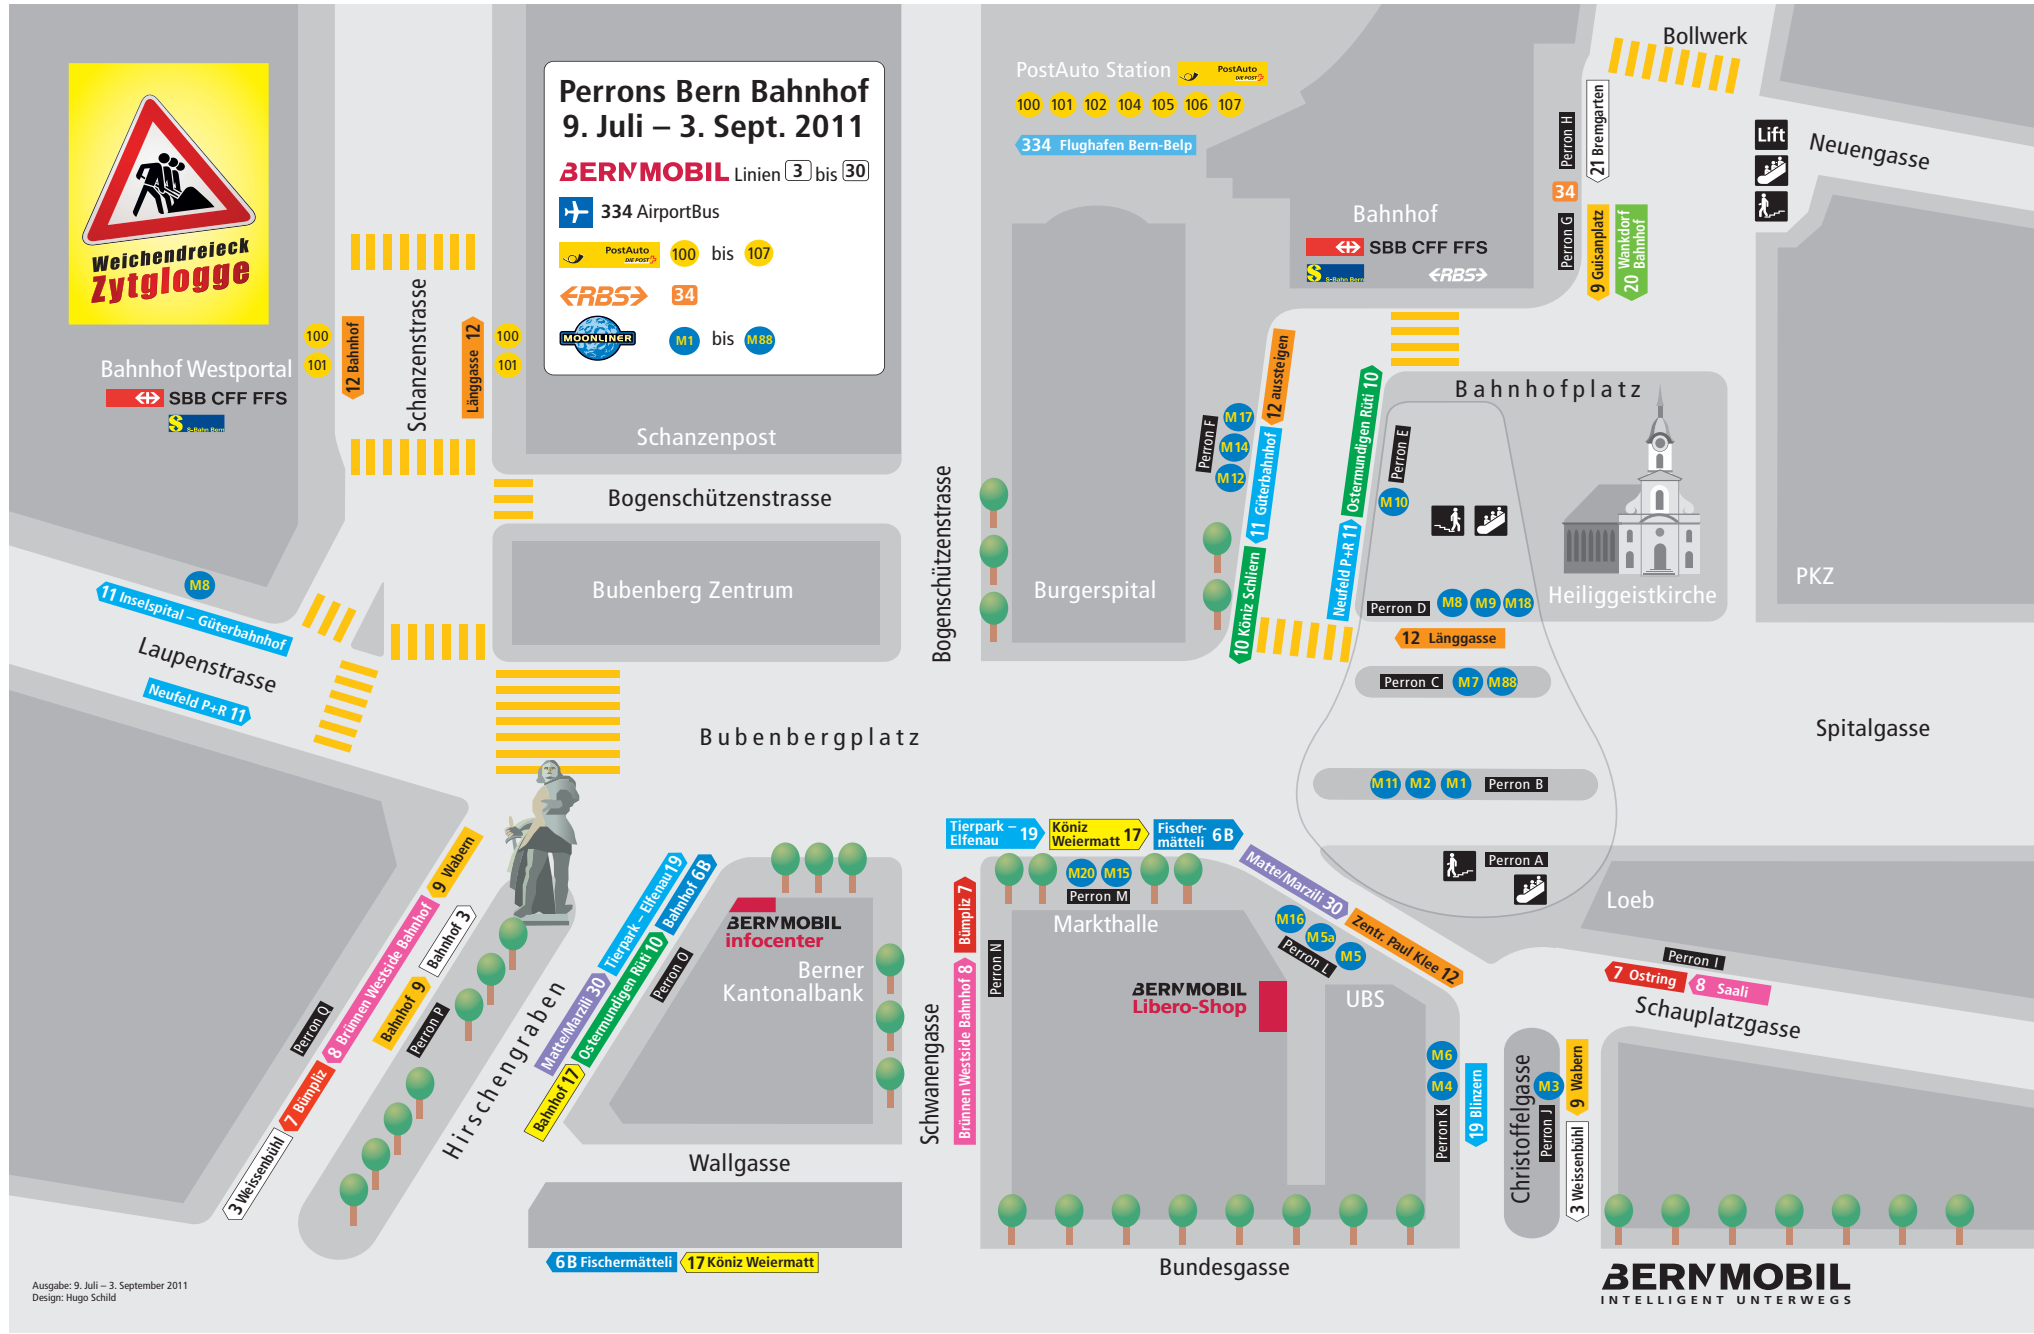 Weichendreieck
Zytglogge
Perrons Bern Bahnhof
9. Juli – 3. Sept. 2011
BERNMOBIL Linien 3 bis 30
334 AirportBus
PostAuto
DIE POST
100 bis 107
RBS 34
MOONLINER M1 bis M88
Bahnhof Westportal
SBB CFF FFS
S-Bahn Bern
100
101
12 Bahnhof
Schanzenstrasse
Länggasse 12
100
101
Schanzenpost
Bogenschützenstrasse
Bubenberg Zentrum
M8
11 Inselspital – Güterbahnhof
Laupenstrasse
Neufeld P+R 11
Bubenbergplatz
Bogenschützenstrasse
Burgerspital
PostAuto Station
PostAuto
DIE POST
100 101 102 104 105 106 107
334 Flughafen Bern-Belp
Bahnhof
SBB CFF FFS
S-Bahn Bern
RBS
Bollwerk
Perron H
21 Bremgarten
34
Perron G
9 Guisanplatz
20 Wankdorf
Bahnhof
Lift
Neuengasse
12 aussteigen
Perron F
M17
M14
M12
11 Güterbahnhof
10 Köniz Schliern
Ostermundigen Rüti 10
Neufeld P+R 11
Perron E
M10
Bahnhofplatz
Heiliggeistkirche
PKZ
Perron D M8 M9 M18
12 Länggasse
Perron C M7 M88
Spitalgasse
M11 M2 M1 Perron B
Perron A
Loeb
Perron I
7 Ostring
8 Saali
Schauplatzgasse
Tierpark –
Elfenau 19
Köniz
Weiermatt 17
Fischer-
mätteli 6B
M20 M15
Perron M
Markthalle
Matte/Marzili 30
Zentr. Paul Klee 12
M16
M5a
M5
Perron L
BERNMOBIL
Libero-Shop
UBS
Bümpliz 7
Brünnen Westside Bahnhof 8
Perron N
Schwanengasse
M6
M4
Perron K
19 Blinzern
Christoffelgasse
M3
Perron J
9 Wabern
3 Weissenbühl
9 Wabern
8 Brünnen Westside Bahnhof
7 Bümpliz
3 Weissenbühl
Perron Q
Bahnhof 3
Bahnhof 9
Perron P
Hirschengraben
Tierpark – Elfenau 19
Bahnhof 6B
Matte/Marzili 30
Ostermundigen Rüti 10
Bahnhof 17
Perron O
BERNMOBIL
infocenter
Berner
Kantonalbank
Wallgasse
6B Fischermätteli
17 Köniz Weiermatt
Bundesgasse
BERNMOBIL
INTELLIGENT UNTERWEGS
Ausgabe: 9. Juli – 3. September 2011
Design: Hugo Schild